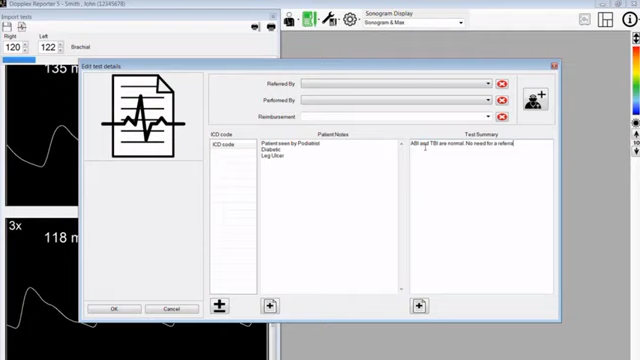 Dopplex Reporter 5 - Smith , John (12345678)
Import tests
Sonogram Display
Sonogram & Max
Right Left
120 122 Brachial
135 m
Edit test details
Referred By
Performed By
Reimbursement
ICD code Patient Notes Test Summary
ICD code Patient seen by Podiatrist ABI and TBI are normal. No need for a referra
Diabetic
Leg Ulcer
3x
118 m
10
OK Cancel